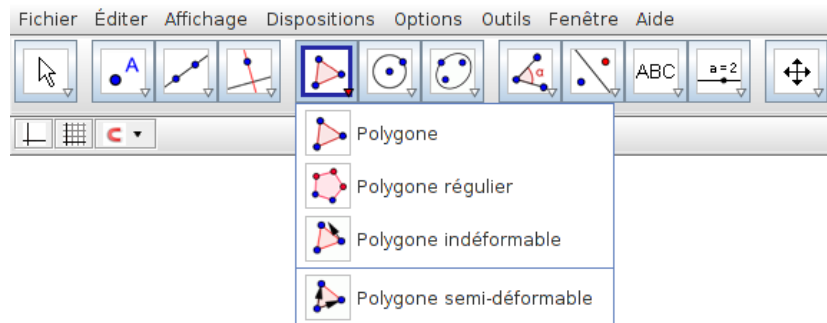 Fichier Éditer Affichage Dispositions Options Outils Fenêtre Aide
A α ABC a=2
Polygone
Polygone régulier
Polygone indéformable
Polygone semi-déformable